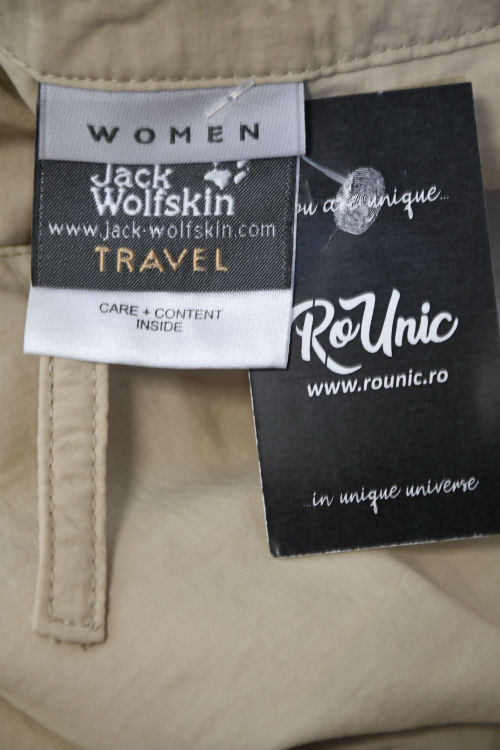 WOMEN
Jack
Wolfskin
www.jack-wolfskin.com
TRAVEL
CARE + CONTENT
INSIDE
unique...
RoUnic
www.rounic.ro
...in unique universe